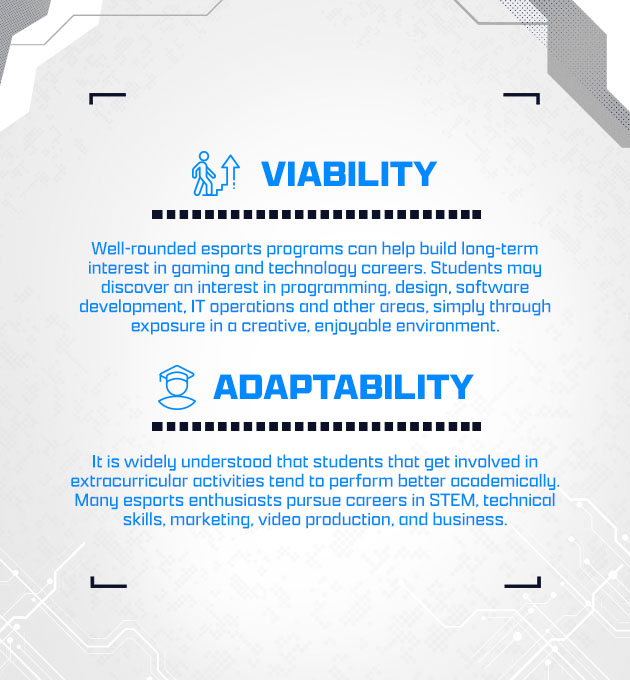 VIABILITY
Well-rounded esports programs can help build long-term
interest in gaming and technology careers. Students may
discover an interest in programming, design, software
development, IT operations and other areas, simply through
exposure in a creative, enjoyable environment.
ADAPTABILITY
It is widely understood that students that get involved in
extracurricular activities tend to perform better academically.
Many esports enthusiasts pursue careers in STEM, technical
skills, marketing, video production, and business.